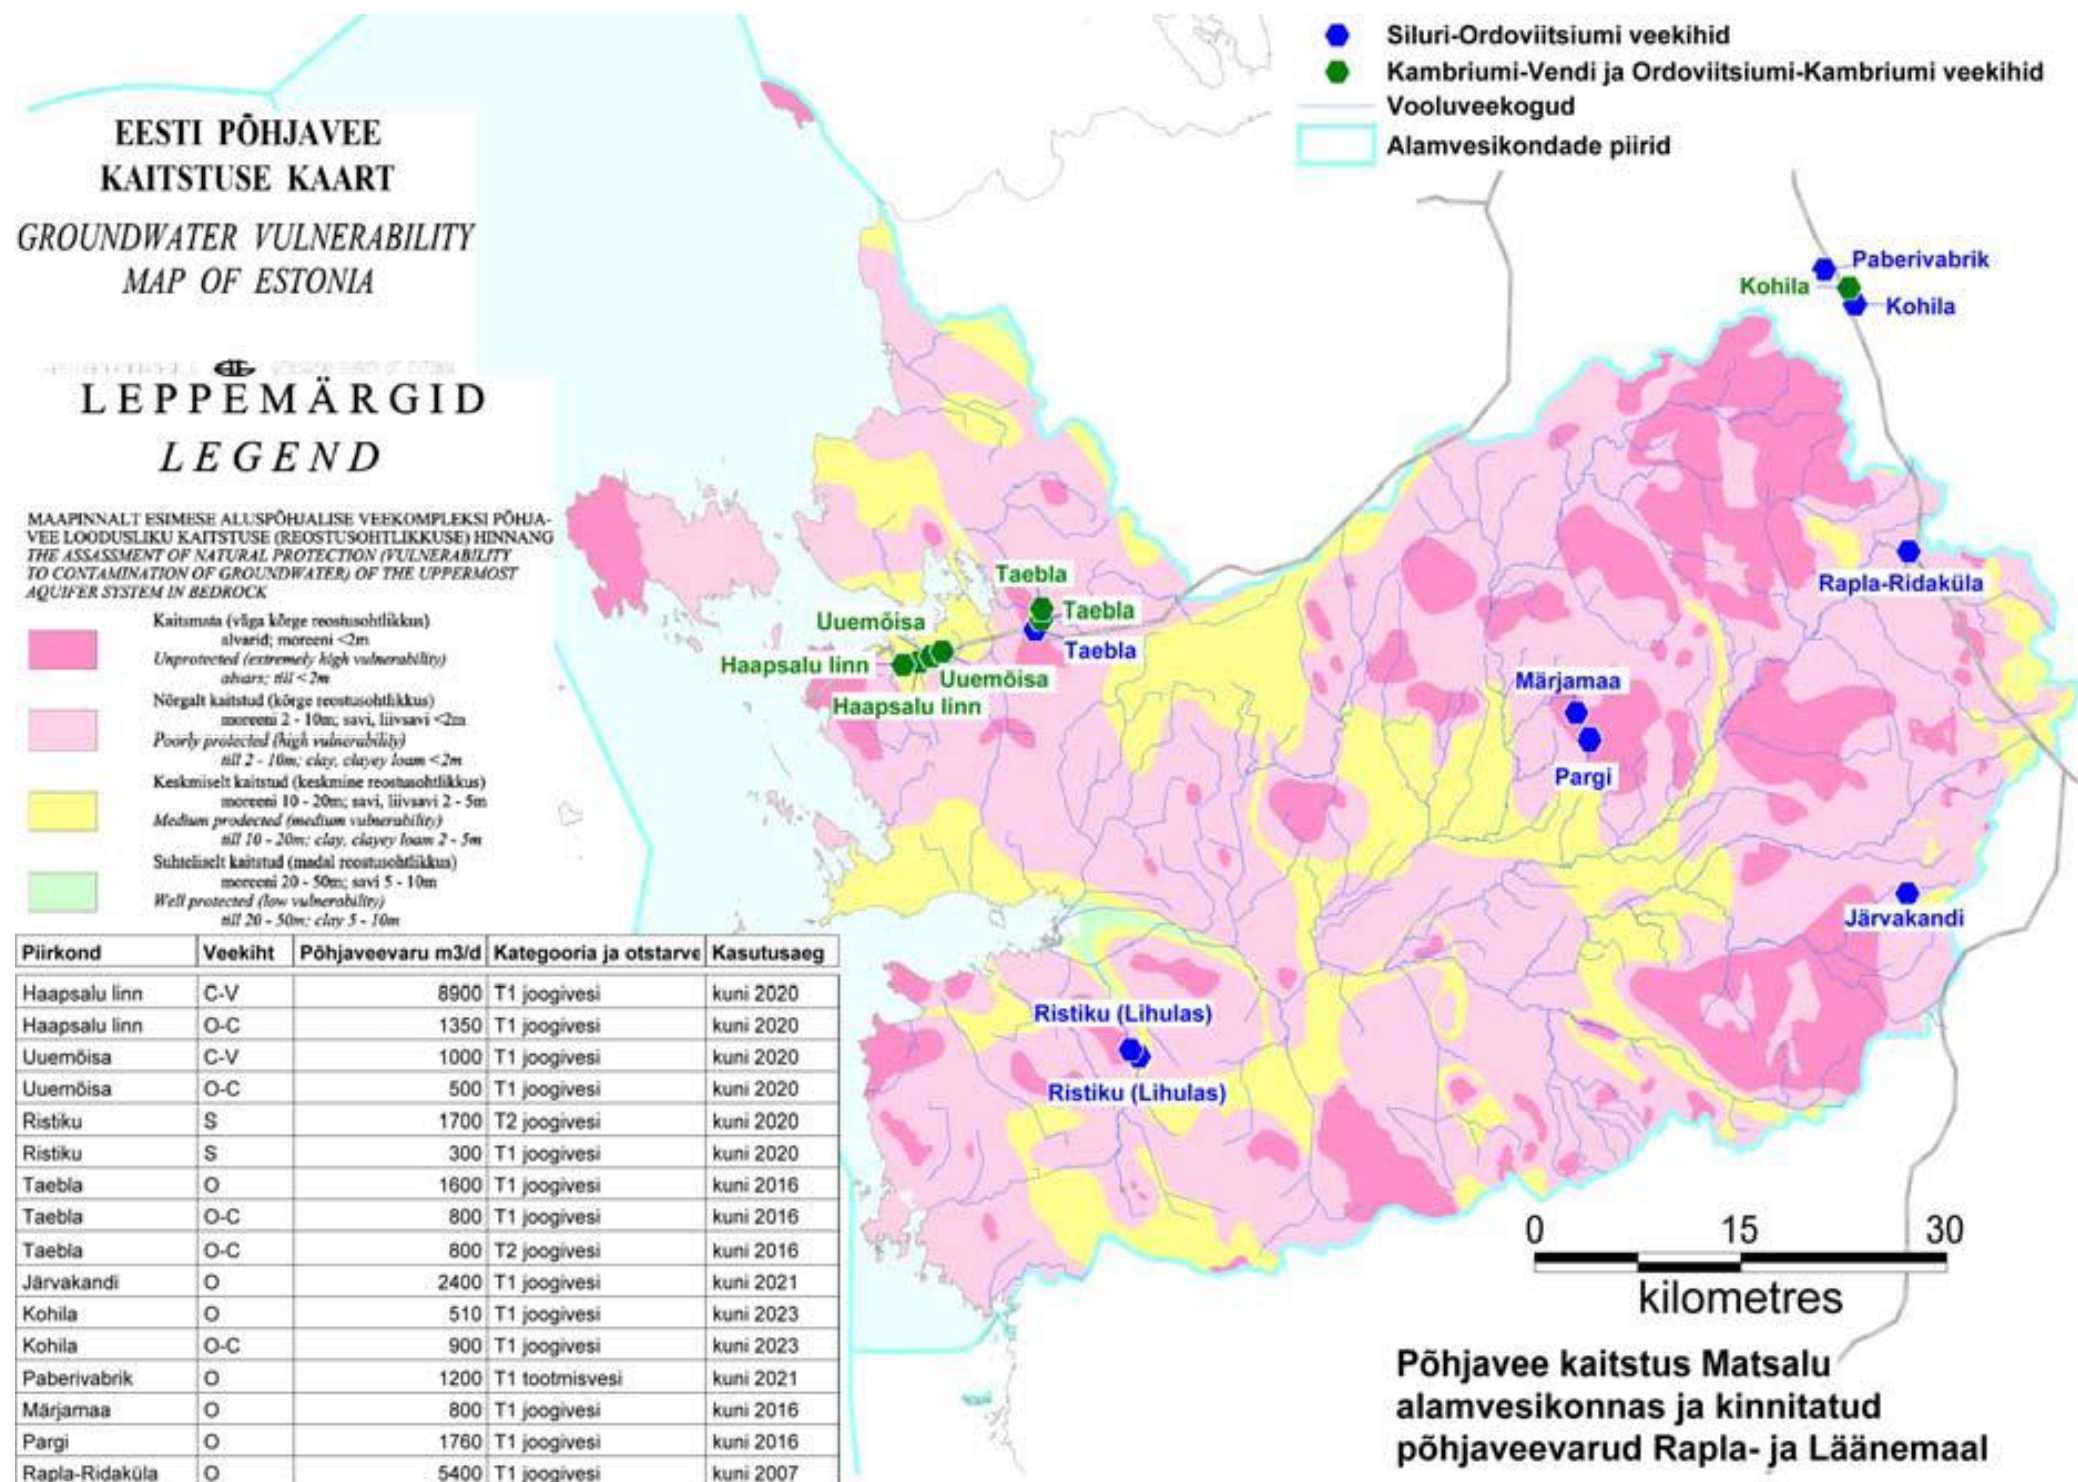 EESTI PÕHJAVEE
KAITSTUSE KAART
GROUNDWATER VULNERABILITY
MAP OF ESTONIA
LEPPEMÄRGID
LEGEND
MAAPINNALT ESIMESE ALUSPÕHJALISE VEEKOMPLEKSI PÕHJA-
VEE LOODUSLIKU KAITSTUSE (REOSTUSOHTLIKKUSE) HINNANG
THE ASSASSMENT OF NATURAL PROTECTION (VULNERABILITY
TO CONTAMINATION OF GROUNDWATER) OF THE UPPERMOST
AQUIFER SYSTEM IN BEDROCK
Kaitsmata (väga kõrge reostusohtlikkus)
alvarid; moreeni <2m
Unprotected (extremely high vulnerability)
alvars; till <2m
Nõrgalt kaitstud (kõrge reostusohtlikkus)
moreeni 2 - 10m; savi, liivsavi <2m
Poorly protected (high vulnerability)
till 2 - 10m; clay, clayey loam <2m
Keskmiselt kaitstud (keskmine reostusohtlikkus)
moreeni 10 - 20m; savi, liivsavi 2 - 5m
Medium prodected (medium vulnerability)
till 10 - 20m; clay, clayey loam 2 - 5m
Suhteliselt kaitstud (madal reostusohtlikkus)
moreeni 20 - 50m; savi 5 - 10m
Well protected (low vulnerability)
till 20 - 50m; clay 5 - 10m
Piirkond Veekiht Põhjaveevaru m3/d Kategooria ja otstarve Kasutusaeg
Haapsalu linn C-V 8900 T1 joogivesi kuni 2020
Haapsalu linn O-C 1350 T1 joogivesi kuni 2020
Uuemõisa C-V 1000 T1 joogivesi kuni 2020
Uuemõisa O-C 500 T1 joogivesi kuni 2020
Ristiku S 1700 T2 joogivesi kuni 2020
Ristiku S 300 T1 joogivesi kuni 2020
Taebla O 1600 T1 joogivesi kuni 2016
Taebla O-C 800 T1 joogivesi kuni 2016
Taebla O-C 800 T2 joogivesi kuni 2016
Järvakandi O 2400 T1 joogivesi kuni 2021
Kohila O 510 T1 joogivesi kuni 2023
Kohila O-C 900 T1 joogivesi kuni 2023
Paberivabrik O 1200 T1 tootmisvesi kuni 2021
Märjamaa O 800 T1 joogivesi kuni 2016
Pargi O 1760 T1 joogivesi kuni 2016
Rapla-Ridaküla O 5400 T1 joogivesi kuni 2007
Siluri-Ordoviitsiumi veekihid
Kambriumi-Vendi ja Ordoviitsiumi-Kambriumi veekihid
Vooluveekogud
Alamvesikondade piirid
Paberivabrik
Kohila
Kohila
Rapla-Ridaküla
Taebla
Taebla
Taebla
Uuemõisa
Haapsalu linn
Uuemõisa
Haapsalu linn
Märjamaa
Pargi
Järvakandi
Ristiku (Lihulas)
Ristiku (Lihulas)
0 15 30
kilometres
Põhjavee kaitstus Matsalu
alamvesikonnas ja kinnitatud
põhjaveevarud Rapla- ja Läänemaal